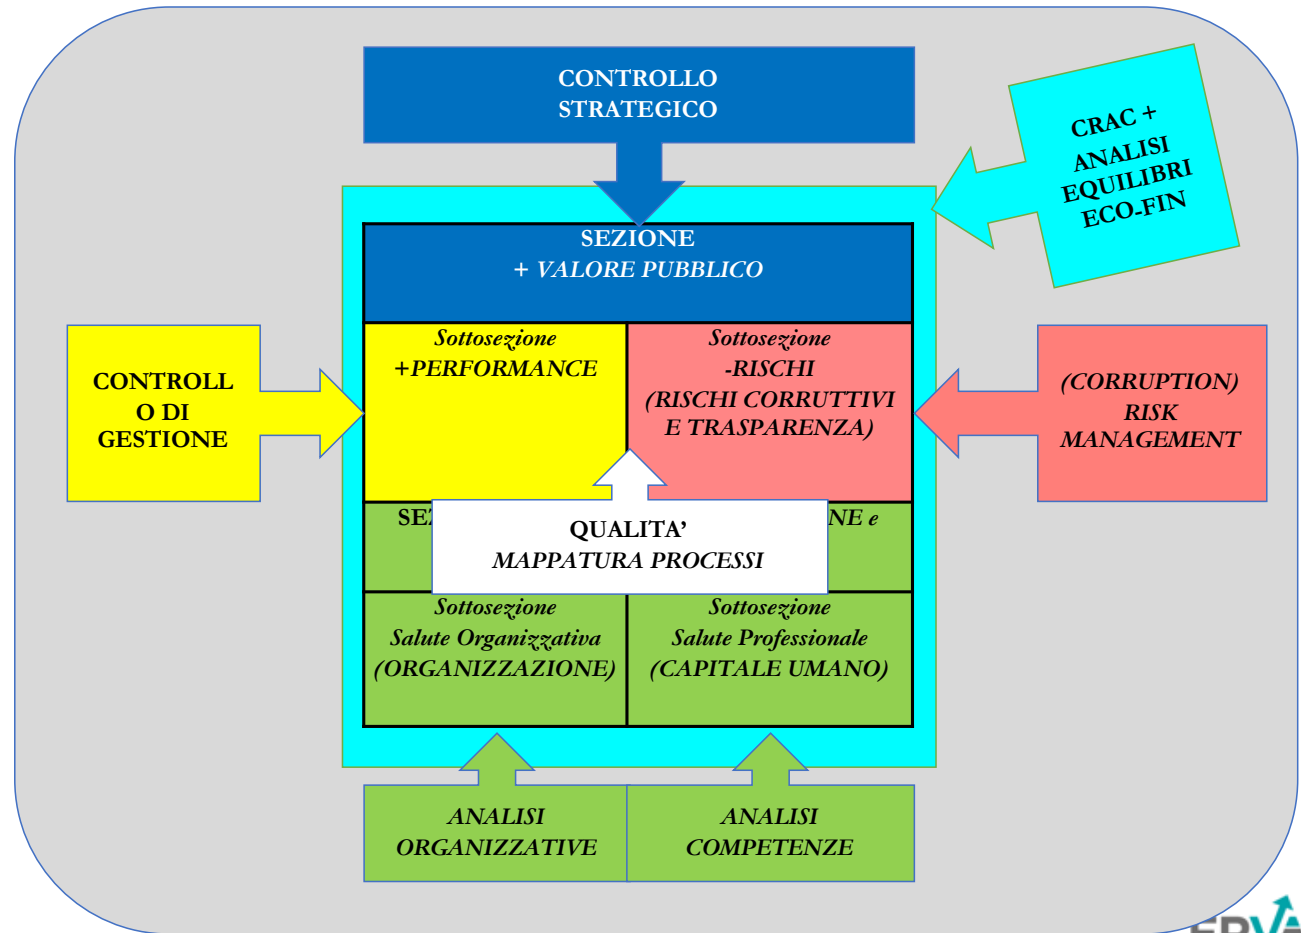 CONTROLLO
STRATEGICO
CRAC +
ANALISI
EQUILIBRI
ECO-FIN
SEZIONE
+ VALORE PUBBLICO
CONTROLL
O DI
GESTIONE
Sottosezione
+PERFORMANCE
Sottosezione
-RISCHI
(RISCHI CORRUTTIVI
E TRASPARENZA)
(CORRUPTION)
RISK
MANAGEMENT
QUALITA’
MAPPATURA PROCESSI
Sottosezione
Salute Organizzativa
(ORGANIZZAZIONE)
Sottosezione
Salute Professionale
(CAPITALE UMANO)
ANALISI
ORGANIZZATIVE
ANALISI
COMPETENZE